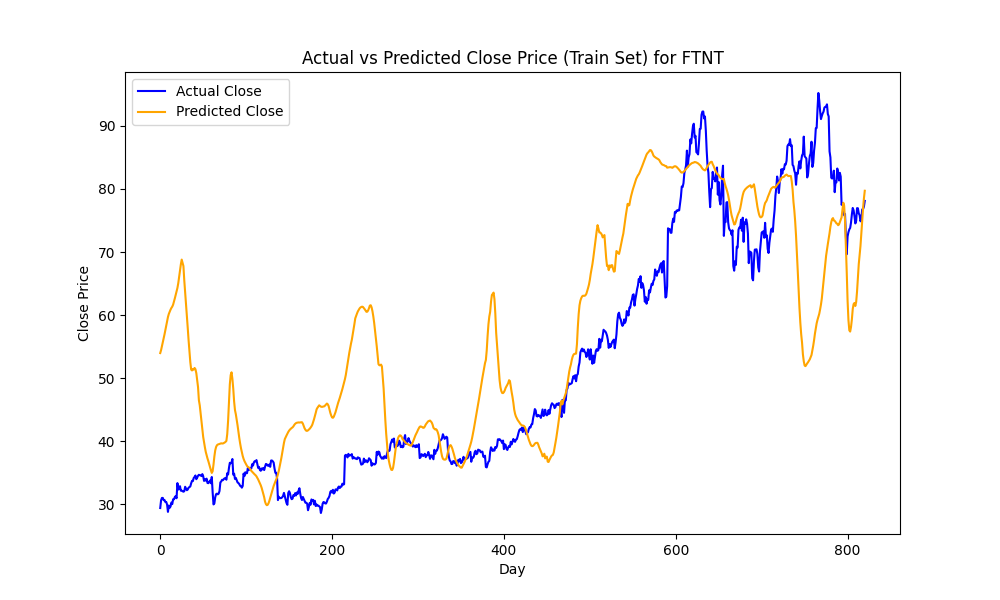 Actual vs Predicted Close Price (Train Set) for FTNT
Actual Close
Predicted Close
Close Price
90
80
70
60
50
40
30
0 200 400 600 800
Day